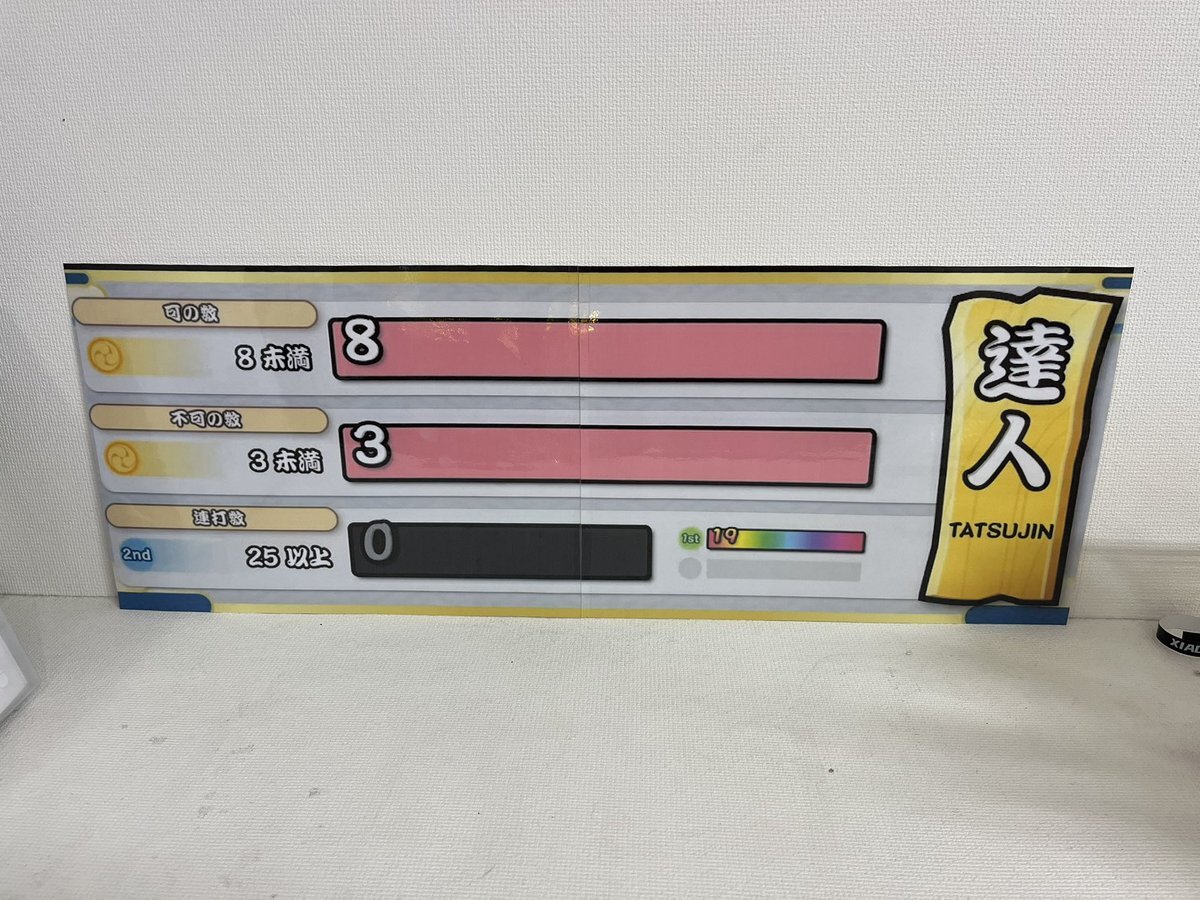 可の数
8 未満
8
不可の数
3 未満
3
連打数
2nd
25 以上
0
1st
19
達人
TATSUJIN